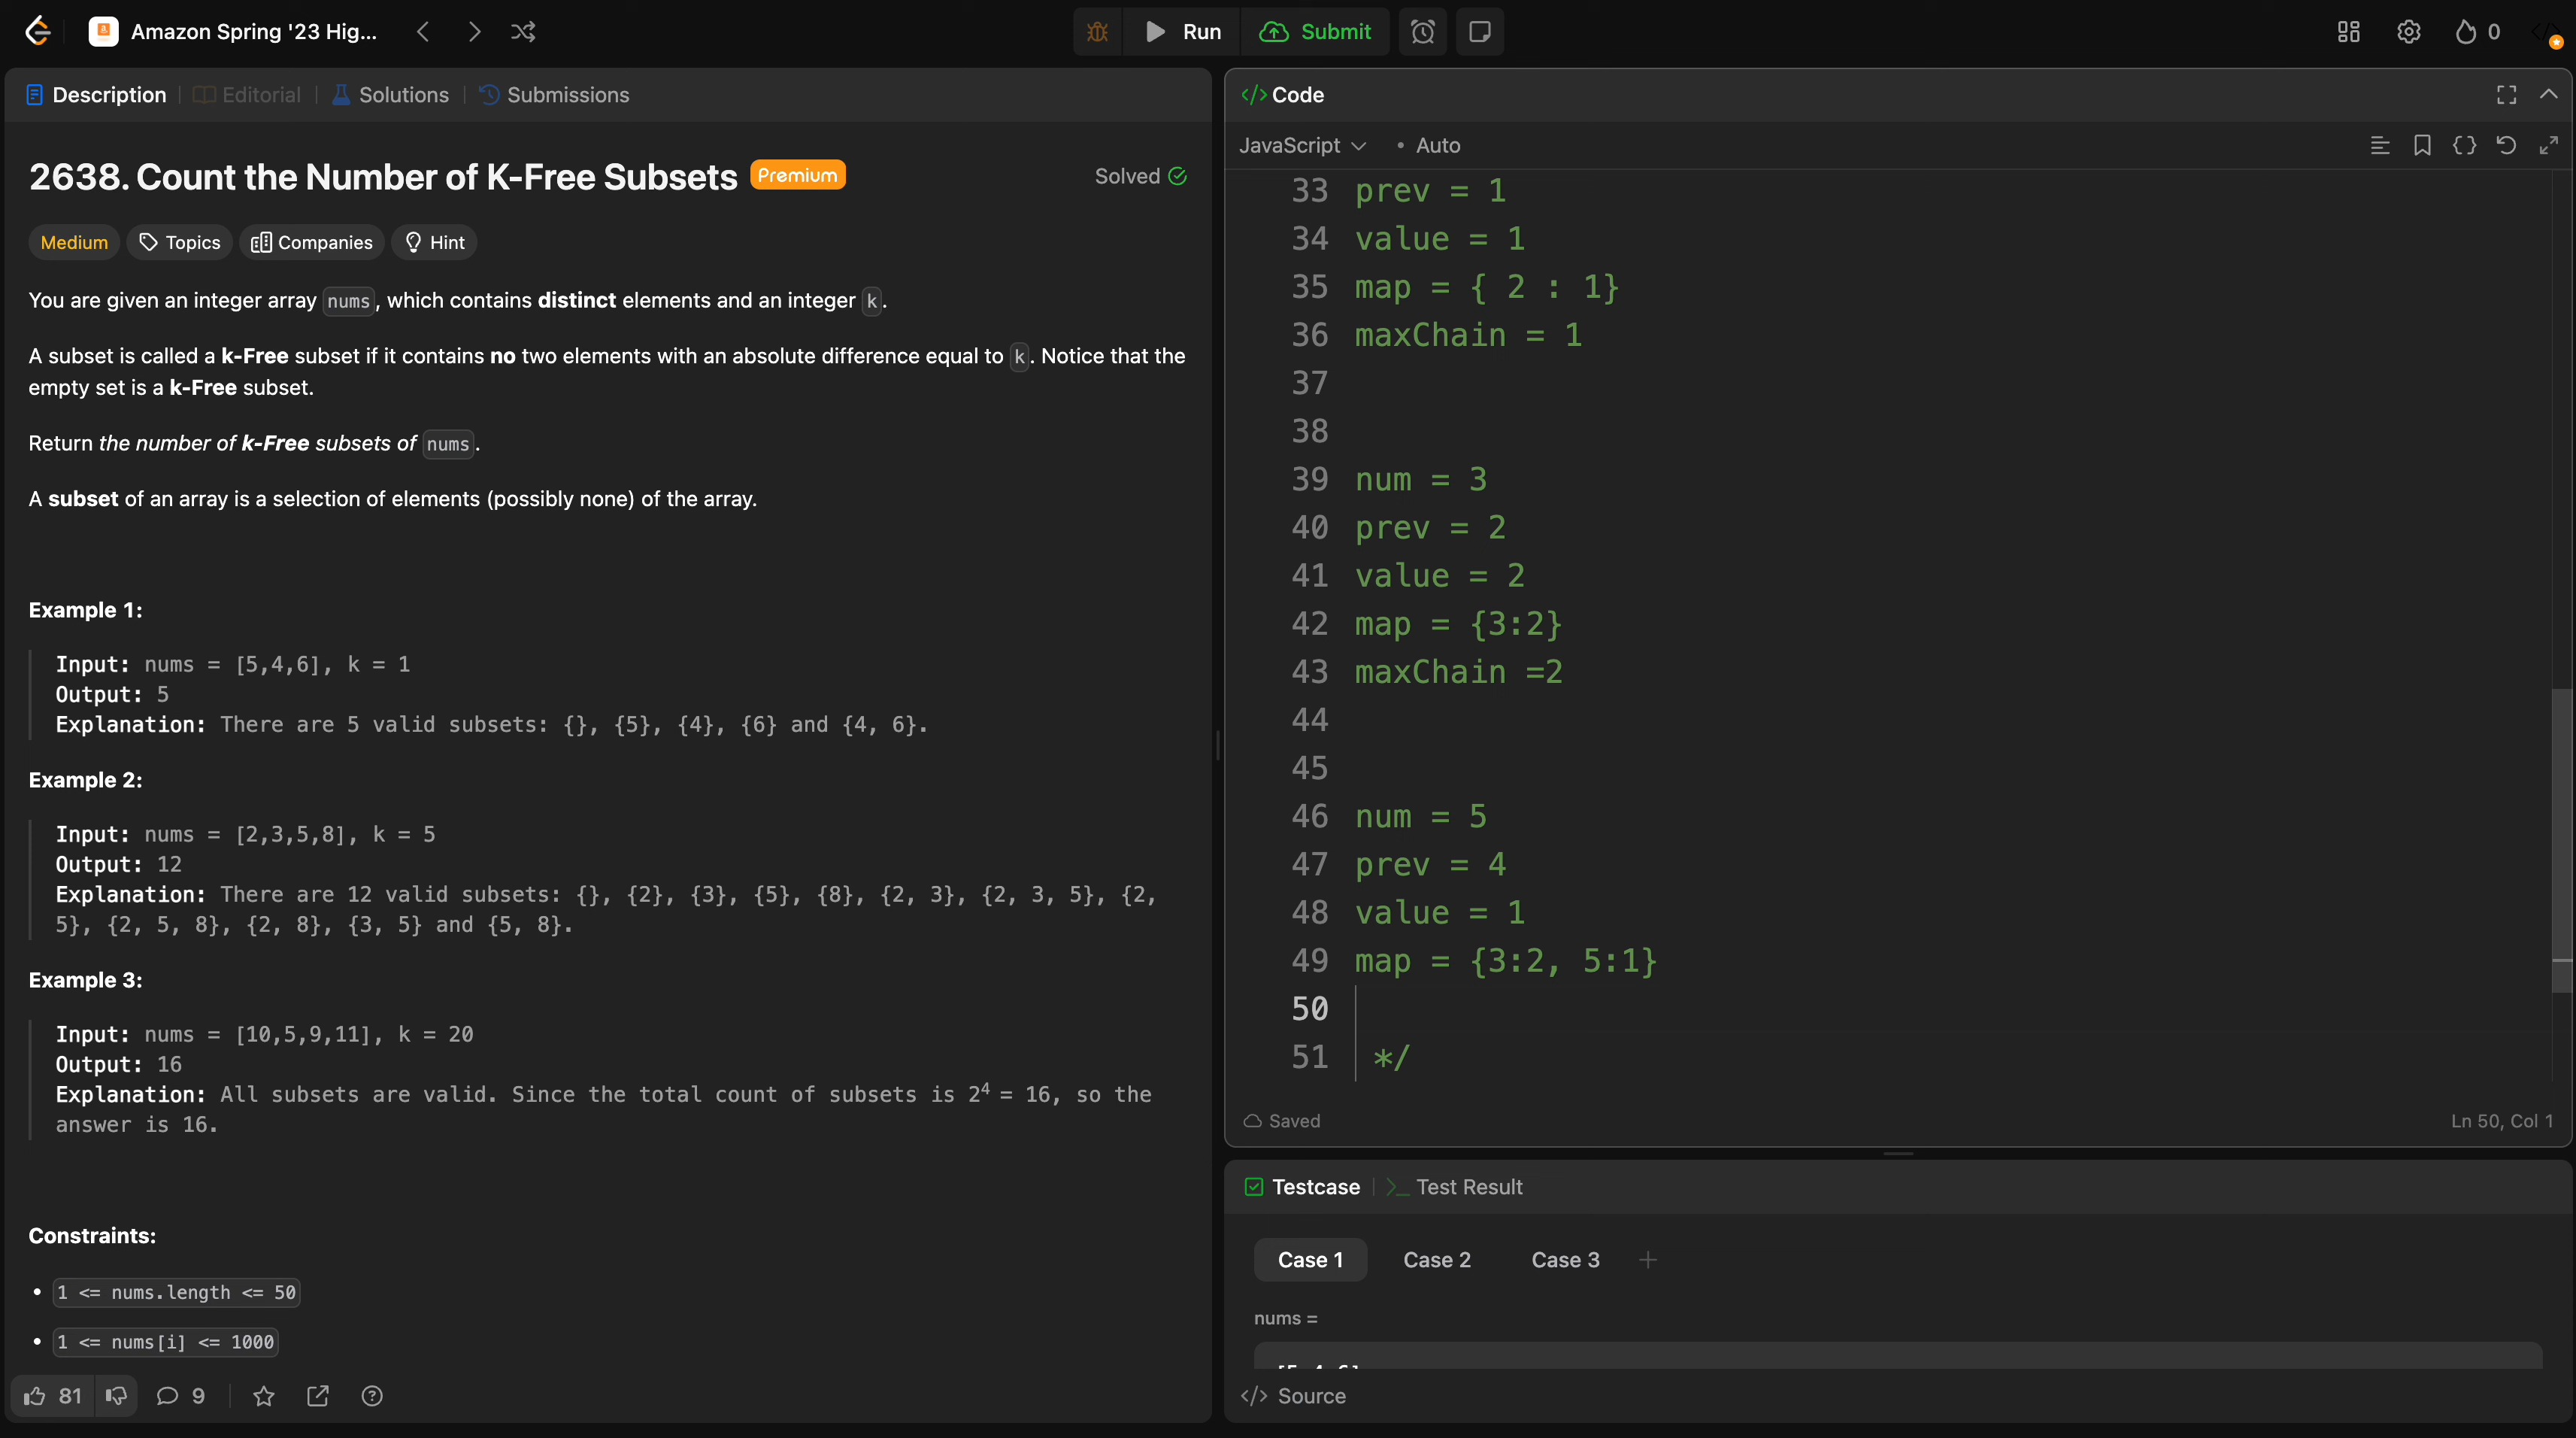 Amazon Spring '23 Hig...
Run
Submit
0
Description
Editorial
Solutions
Submissions
2638. Count the Number of K-Free Subsets
Premium
Solved
Medium
Topics
Companies
Hint
You are given an integer array nums, which contains distinct elements and an integer k.
A subset is called a k-Free subset if it contains no two elements with an absolute difference equal to k. Notice that the
empty set is a k-Free subset.
Return the number of k-Free subsets of nums.
A subset of an array is a selection of elements (possibly none) of the array.
Example 1:
Input: nums = [5,4,6], k = 1
Output: 5
Explanation: There are 5 valid subsets: {}, {5}, {4}, {6} and {4, 6}.
Example 2:
Input: nums = [2,3,5,8], k = 5
Output: 12
Explanation: There are 12 valid subsets: {}, {2}, {3}, {5}, {8}, {2, 3}, {2, 3, 5}, {2,
5}, {2, 5, 8}, {2, 8}, {3, 5} and {5, 8}.
Example 3:
Input: nums = [10,5,9,11], k = 20
Output: 16
Explanation: All subsets are valid. Since the total count of subsets is 2⁴ = 16, so the
answer is 16.
Constraints:
• 1 <= nums.length <= 50
• 1 <= nums[i] <= 1000
81
9
</> Code
JavaScript
• Auto
33 prev = 1
34 value = 1
35 map = { 2 : 1}
36 maxChain = 1
37
38
39 num = 3
40 prev = 2
41 value = 2
42 map = {3:2}
43 maxChain =2
44
45
46 num = 5
47 prev = 4
48 value = 1
49 map = {3:2, 5:1}
50
51 */
Saved
Ln 50, Col 1
Testcase
>_ Test Result
Case 1
Case 2
Case 3
+
nums =
[5,4,6]
</> Source